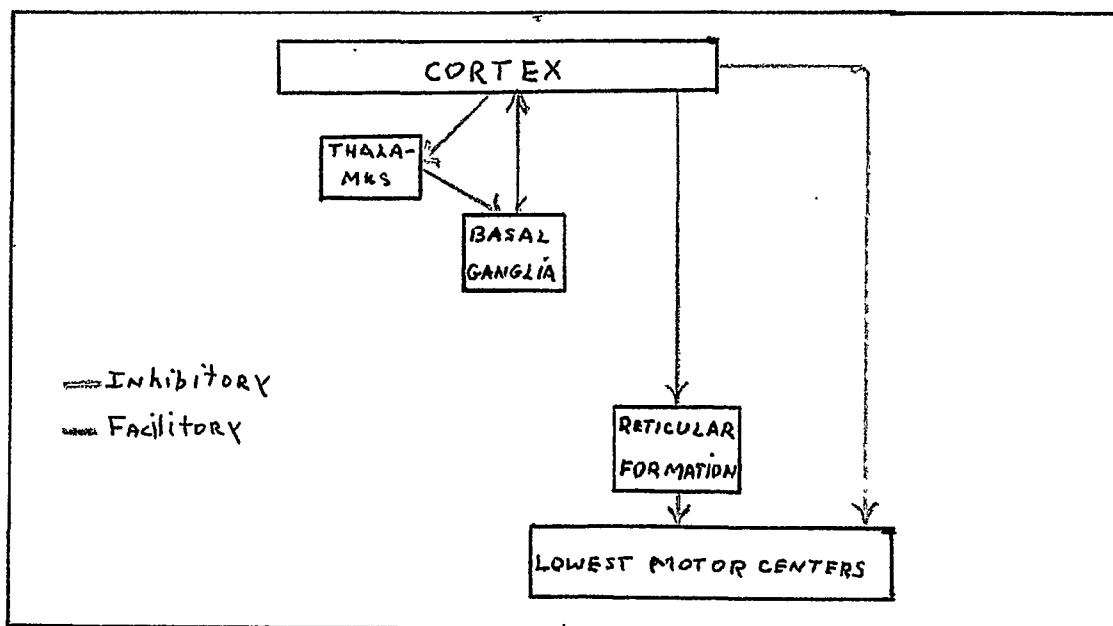 CORTEX
THALA-
MUS
BASAL
GANGLIA
INhibiTORY
FACiliTORY
RETICULAR
FORMATION
LOWEST MOTOR CENTERS